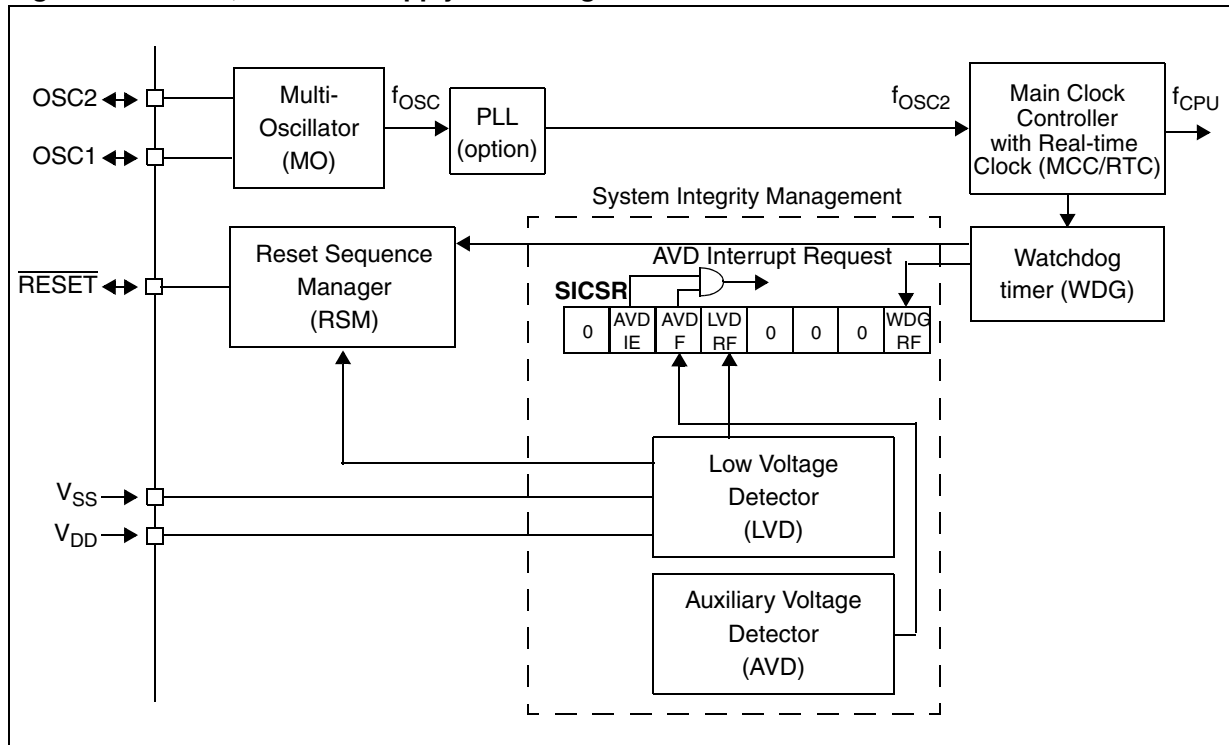 OSC2
OSC1
Multi-
Oscillator
(MO)
fOSC
PLL
(option)
fOSC2
Main Clock
Controller
with Real-time
Clock (MCC/RTC)
fCPU
System Integrity Management
RESET
Reset Sequence
Manager
(RSM)
AVD Interrupt Request
Watchdog
timer (WDG)
SICSR
0
AVD
IE
AVD
F
LVD
RF
0
0
0
WDG
RF
VSS
VDD
Low Voltage
Detector
(LVD)
Auxiliary Voltage
Detector
(AVD)